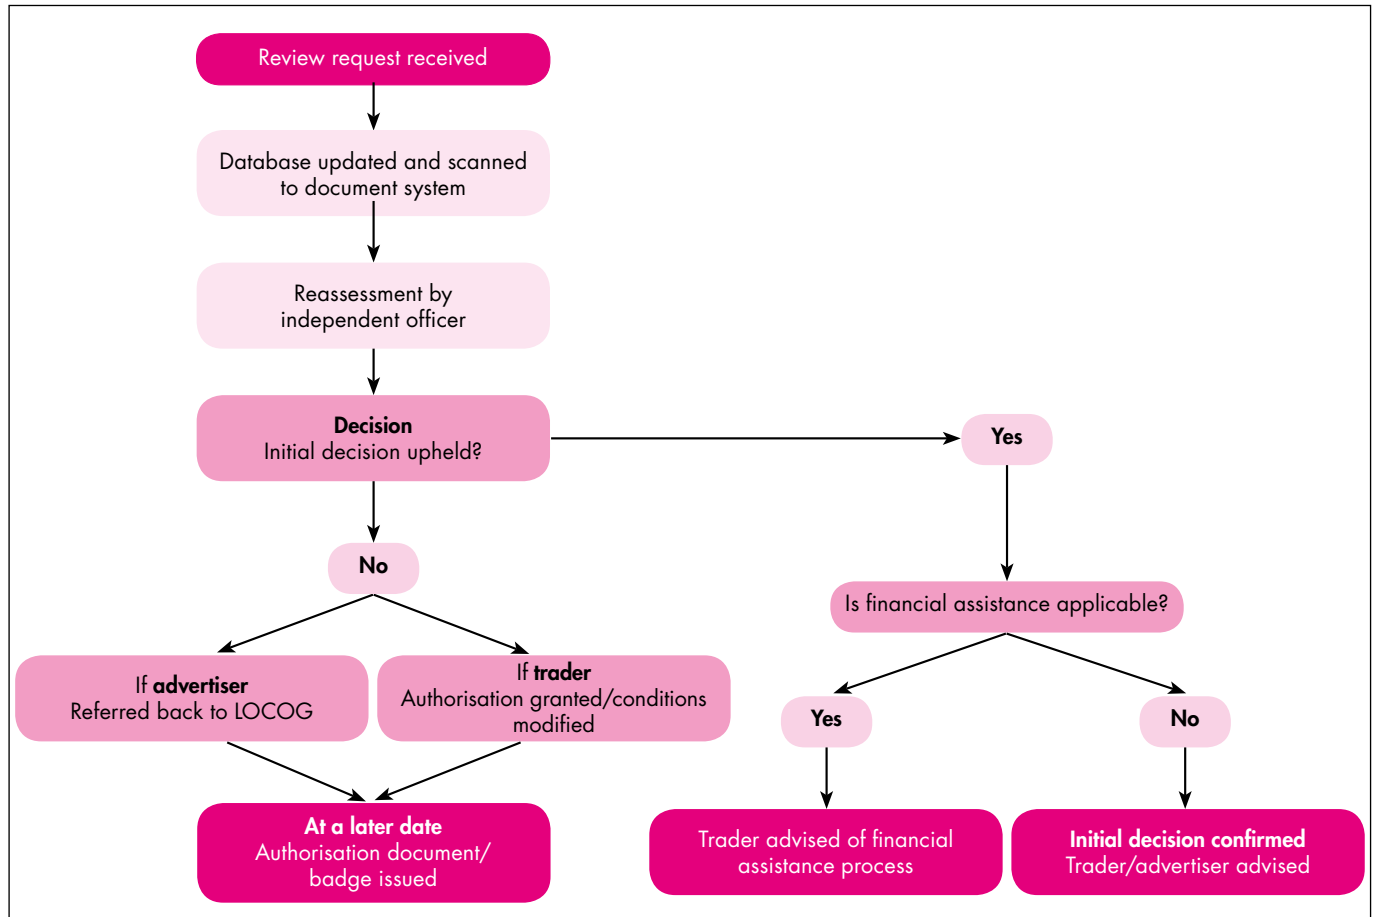 Review request received
Database updated and scanned
to document system
Reassessment by
independent officer
Decision
Initial decision upheld?
Yes
No
Is financial assistance applicable?
If advertiser
Referred back to LOCOG
If trader
Authorisation granted/conditions
modified
Yes
No
At a later date
Authorisation document/
badge issued
Trader advised of financial
assistance process
Initial decision confirmed
Trader/advertiser advised